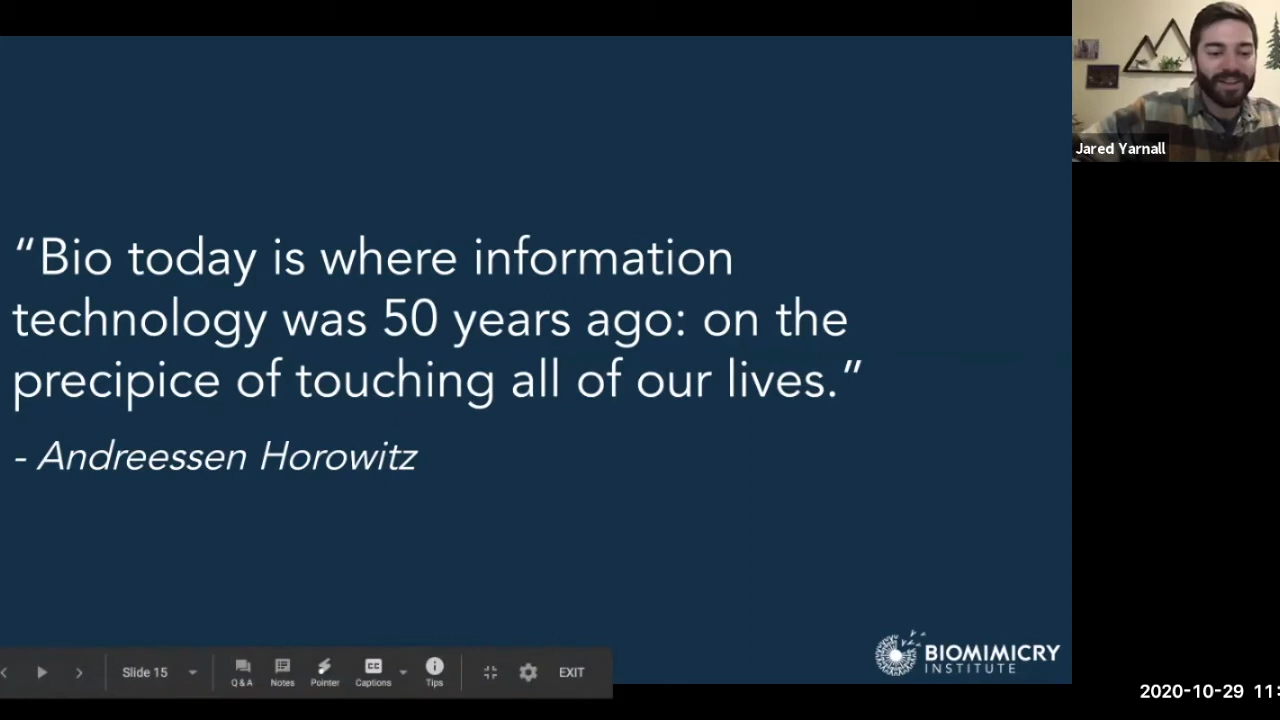 Jared Yarnall
“Bio today is where information
technology was 50 years ago: on the
precipice of touching all of our lives.”
- Andreessen Horowitz
BIOMIMICRY
INSTITUTE
Slide 15
Q&A
Notes
Pointer
Captions
Tips
EXIT
2020-10-29 11: